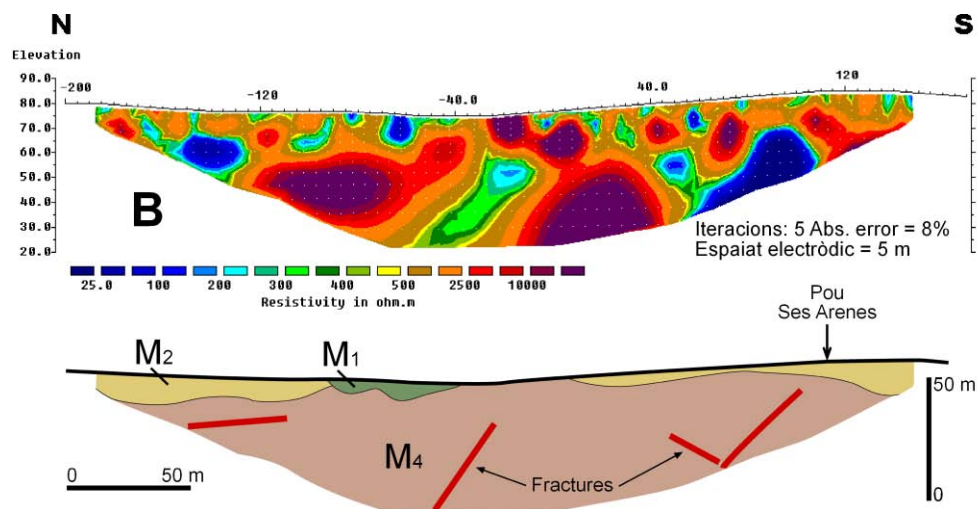 N
S
Elevation
90.0
80.0
70.0
60.0
50.0
40.0
30.0
20.0
-200
-120
-40.0
40.0
120
B
Iteracions: 5 Abs. error = 8%
Espaiat electròdic = 5 m
25.0 100 200 300 400 500 2500 10000
Resistivity in ohm.m
Pou
Ses Arenes
M2
M1
M4
Fractures
0 50 m
50 m
0